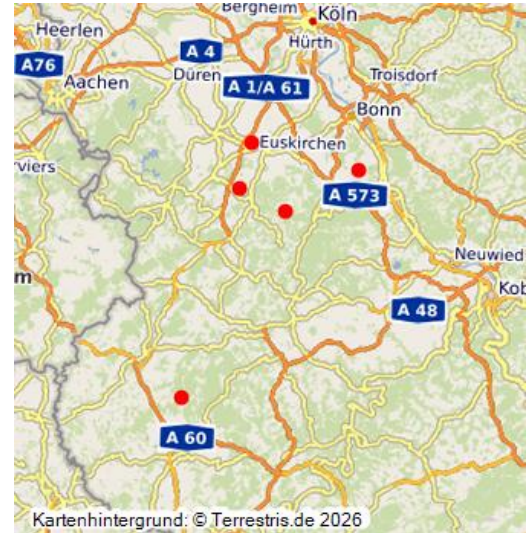 Bergheim
Köln
Heerlen
A 4
Hürth
A76
Düren
Troisdorf
Aachen
A 1/A 61
Bonn
Euskirchen
rviers
A 573
Neuwied
m
Kob
A 48
A 60
Kartenhintergrund: © Terrestris.de 2026